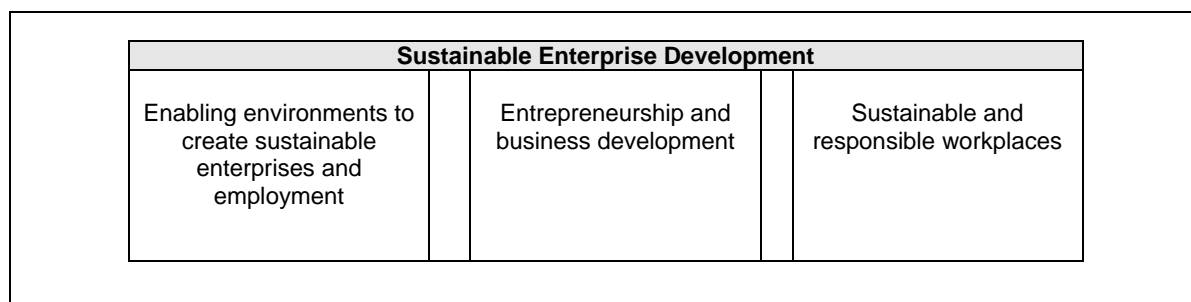 Sustainable Enterprise Development
Enabling environments to
create sustainable
enterprises and
employment
Entrepreneurship and
business development
Sustainable and
responsible workplaces